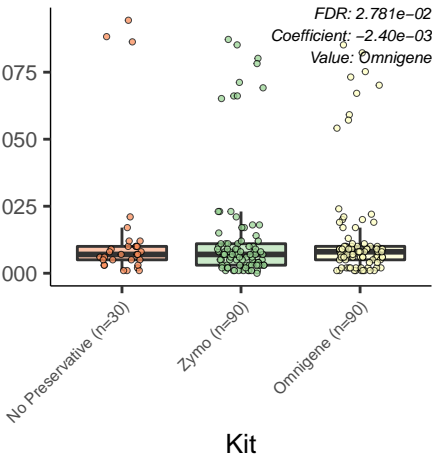 FDR: 2.781e−02
Coefficient: −2.40e−03
Value: Omnigene
075
050
025
000
No Preservative (n=30)
Zymo (n=90)
Omnigene (n=90)
Kit